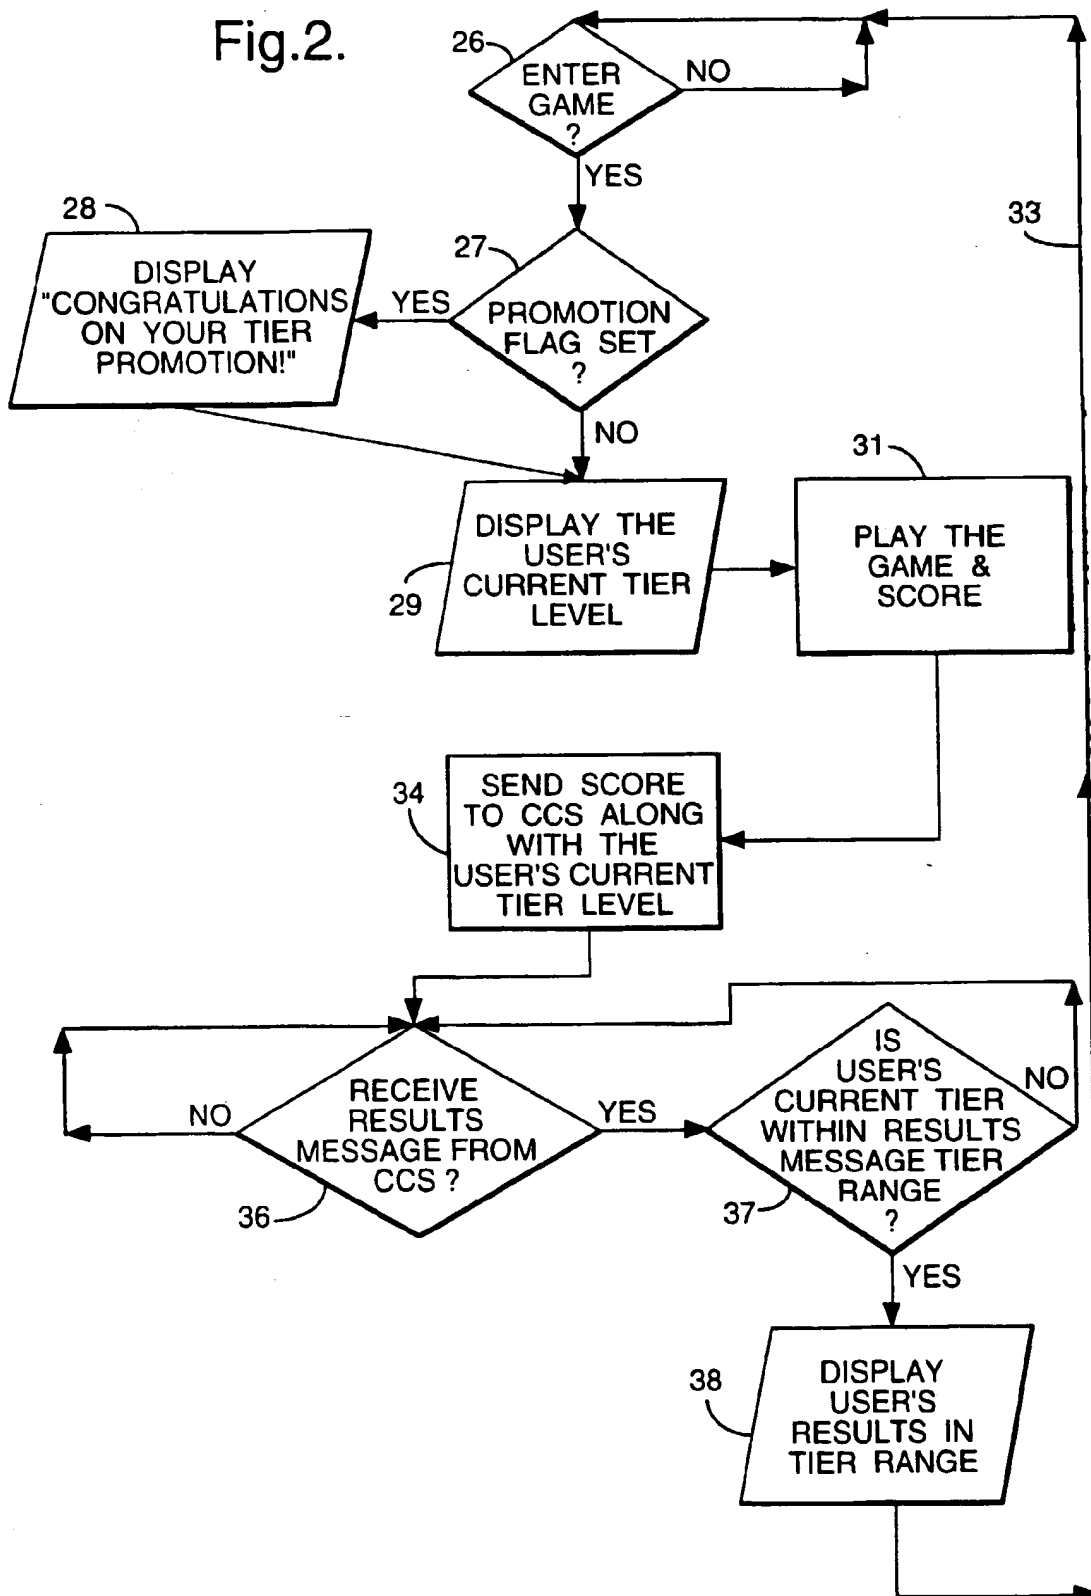 Fig.2.
26
ENTER
GAME
?
NO
YES
28
DISPLAY
"CONGRATULATIONS
ON YOUR TIER
PROMOTION!"
27
YES
PROMOTION
FLAG SET
?
NO
33
29
DISPLAY THE
USER'S
CURRENT TIER
LEVEL
31
PLAY THE
GAME &
SCORE
34
SEND SCORE
TO CCS ALONG
WITH THE
USER'S CURRENT
TIER LEVEL
NO
RECEIVE
RESULTS
MESSAGE FROM
CCS ?
36
YES
IS
USER'S
CURRENT TIER
WITHIN RESULTS
MESSAGE TIER
RANGE
?
37
NO
YES
38
DISPLAY
USER'S
RESULTS IN
TIER RANGE